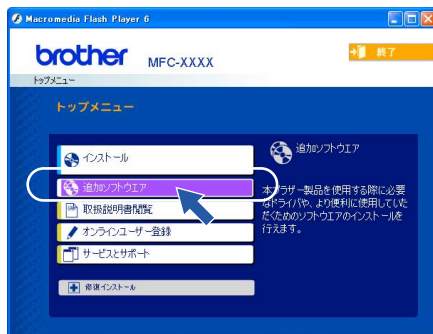 Macromedia Flash Player 6
brother MFC-XXXX
終了
トップメニュー
トップメニュー
インストール
追加ソフトウエア
取扱説明書閲覧
オンラインユーザー登録
サービスとサポート
修復インストール
追加ソフトウエア
本ブラザー製品を使用する際に必要
なドライバや、より便利に使用していた
だくためのソフトウエアのインストールを
行えます。